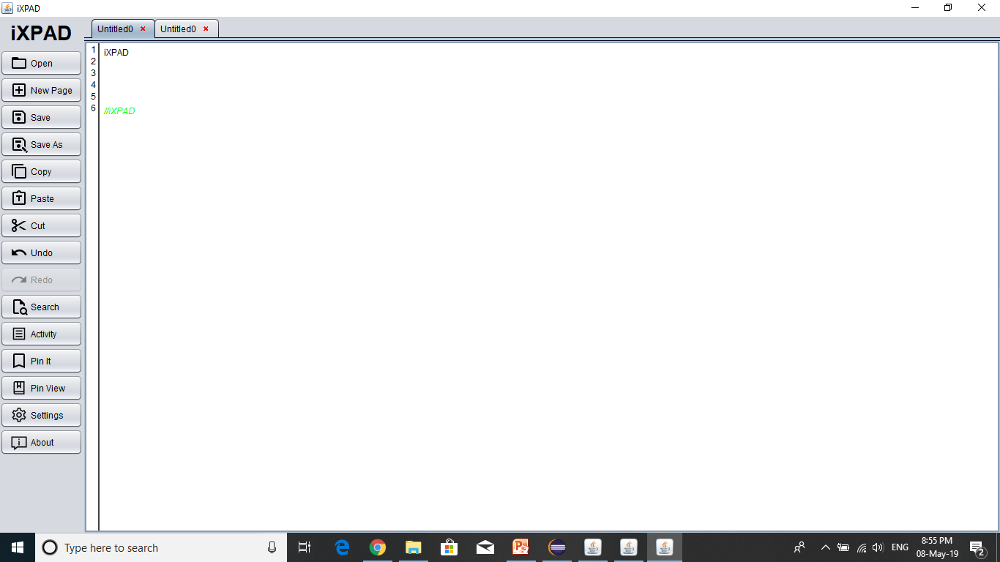 iXPAD
iXPAD
Open
New Page
Save
Save As
Copy
Paste
Cut
Undo
Redo
Search
Activity
Pin It
Pin View
Settings
About
Untitled0 Untitled0
1 iXPAD
2
3
4
5
6 //iXPAD
Type here to search
ENG
8:55 PM
08-May-19
2